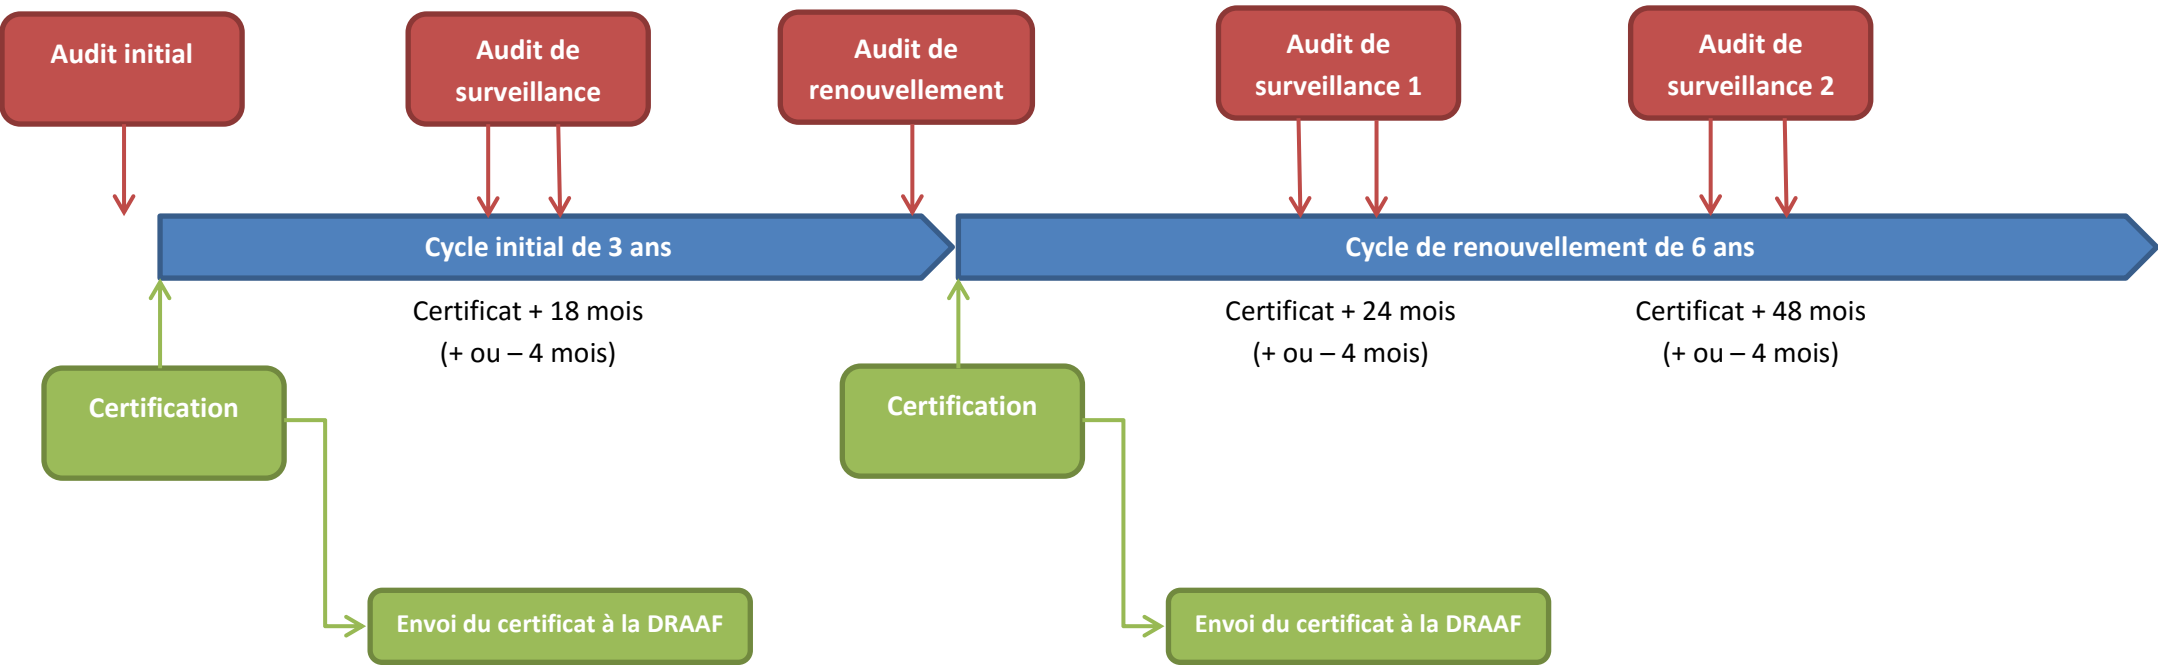 Audit initial
Audit de
surveillance
Audit de
renouvellement
Audit de
surveillance 1
Audit de
surveillance 2
Cycle initial de 3 ans
Cycle de renouvellement de 6 ans
Certificat + 18 mois
(+ ou – 4 mois)
Certificat + 24 mois
(+ ou – 4 mois)
Certificat + 48 mois
(+ ou – 4 mois)
Certification
Certification
Envoi du certificat à la DRAAF
Envoi du certificat à la DRAAF